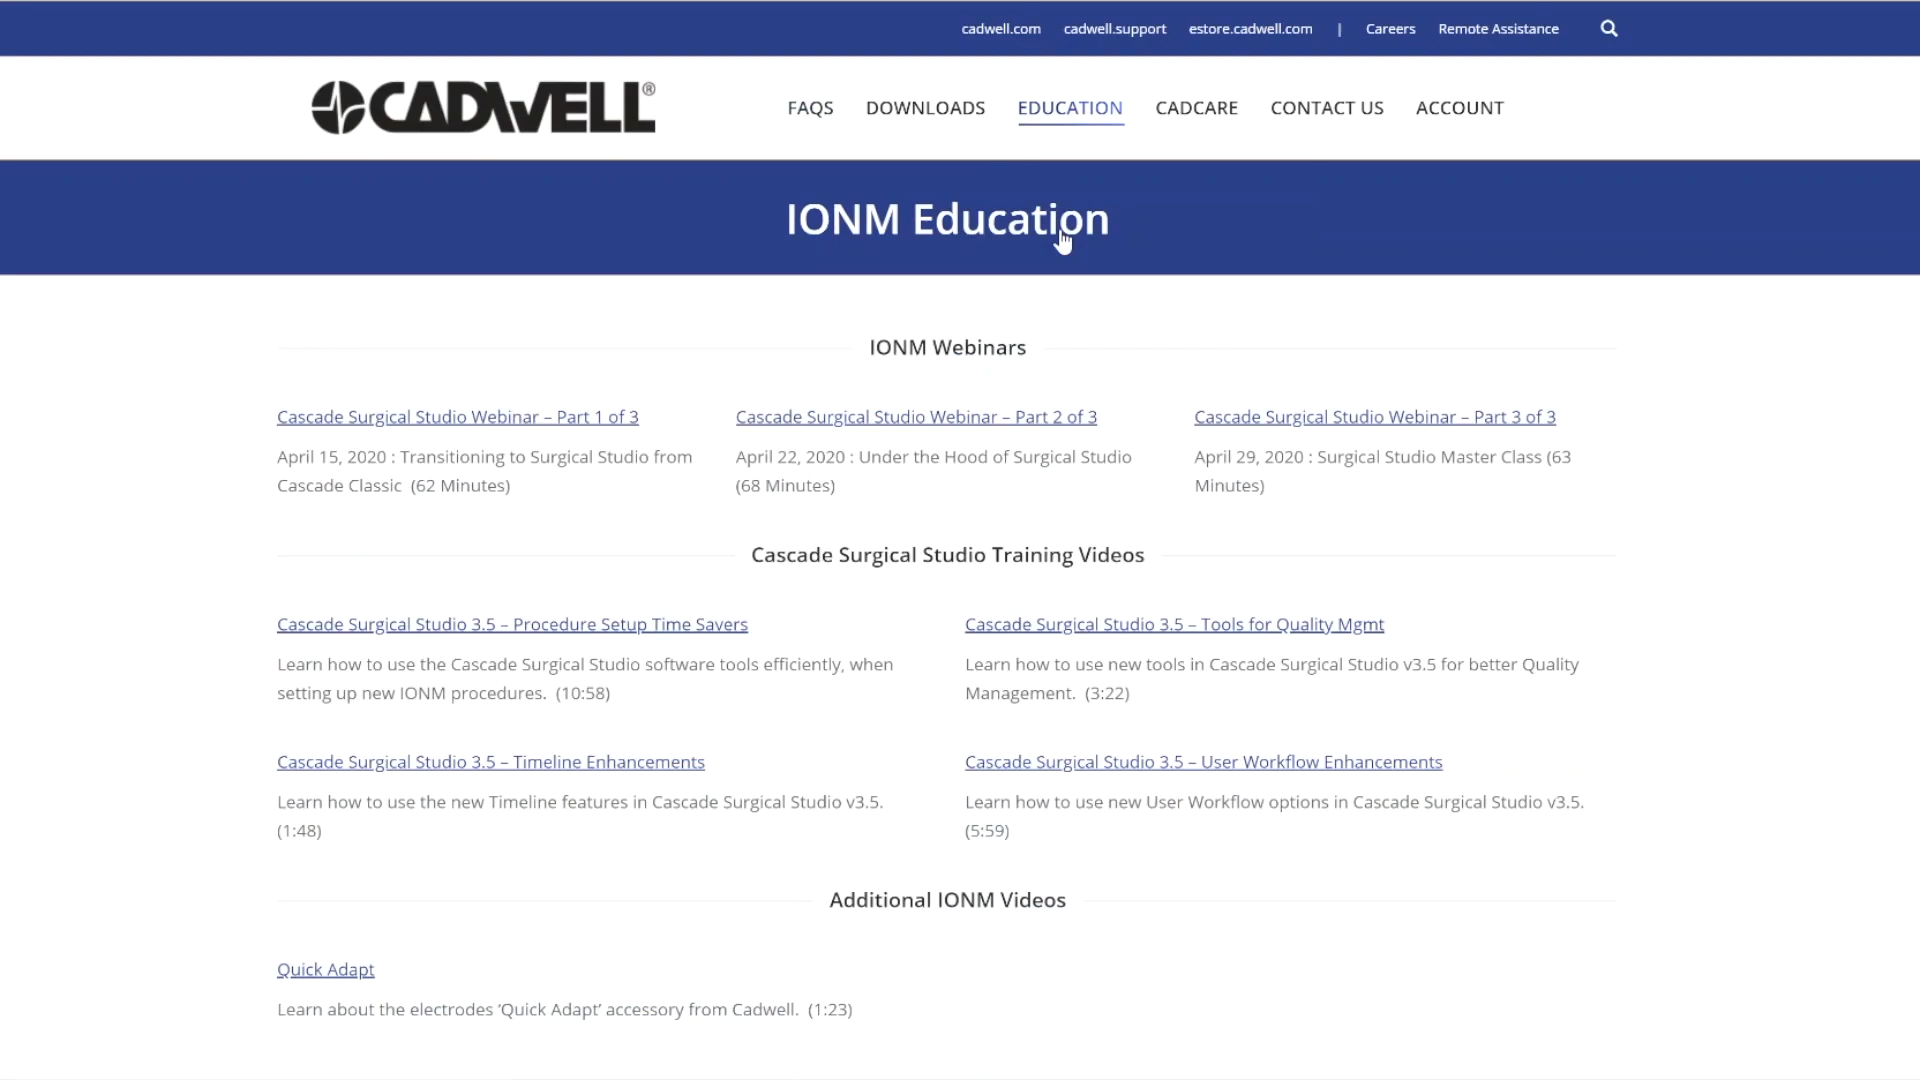 cadwell.com cadwell.support estore.cadwell.com | Careers Remote Assistance
CADWELL®
FAQS DOWNLOADS EDUCATION CADCARE CONTACT US ACCOUNT
IONM Education
IONM Webinars
Cascade Surgical Studio Webinar – Part 1 of 3
April 15, 2020 : Transitioning to Surgical Studio from
Cascade Classic (62 Minutes)
Cascade Surgical Studio Webinar – Part 2 of 3
April 22, 2020 : Under the Hood of Surgical Studio
(68 Minutes)
Cascade Surgical Studio Webinar – Part 3 of 3
April 29, 2020 : Surgical Studio Master Class (63
Minutes)
Cascade Surgical Studio Training Videos
Cascade Surgical Studio 3.5 – Procedure Setup Time Savers
Learn how to use the Cascade Surgical Studio software tools efficiently, when
setting up new IONM procedures. (10:58)
Cascade Surgical Studio 3.5 – Tools for Quality Mgmt
Learn how to use new tools in Cascade Surgical Studio v3.5 for better Quality
Management. (3:22)
Cascade Surgical Studio 3.5 – Timeline Enhancements
Learn how to use the new Timeline features in Cascade Surgical Studio v3.5.
(1:48)
Cascade Surgical Studio 3.5 – User Workflow Enhancements
Learn how to use new User Workflow options in Cascade Surgical Studio v3.5.
(5:59)
Additional IONM Videos
Quick Adapt
Learn about the electrodes ‘Quick Adapt’ accessory from Cadwell. (1:23)